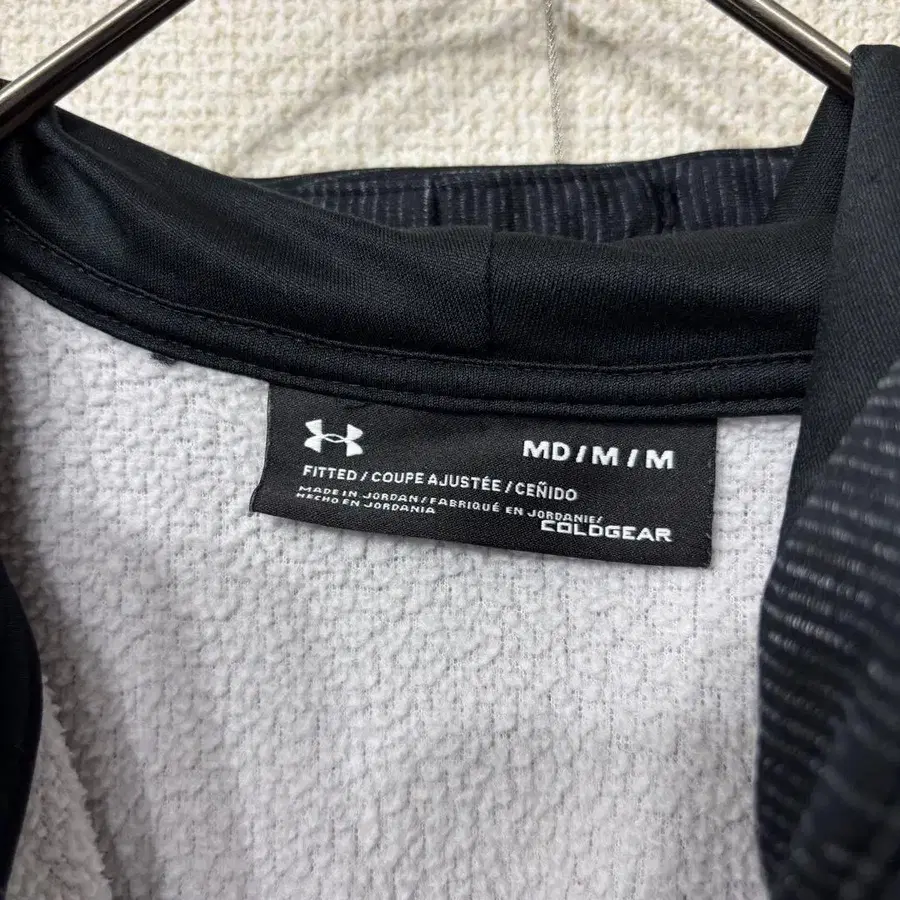 MD/M/M
FITTED / COUPE AJUSTÉE / CEÑIDO
MADE IN JORDAN/FABRIQUÉ EN JORDANIE/
HECHO EN JORDANIA
COLDGEAR